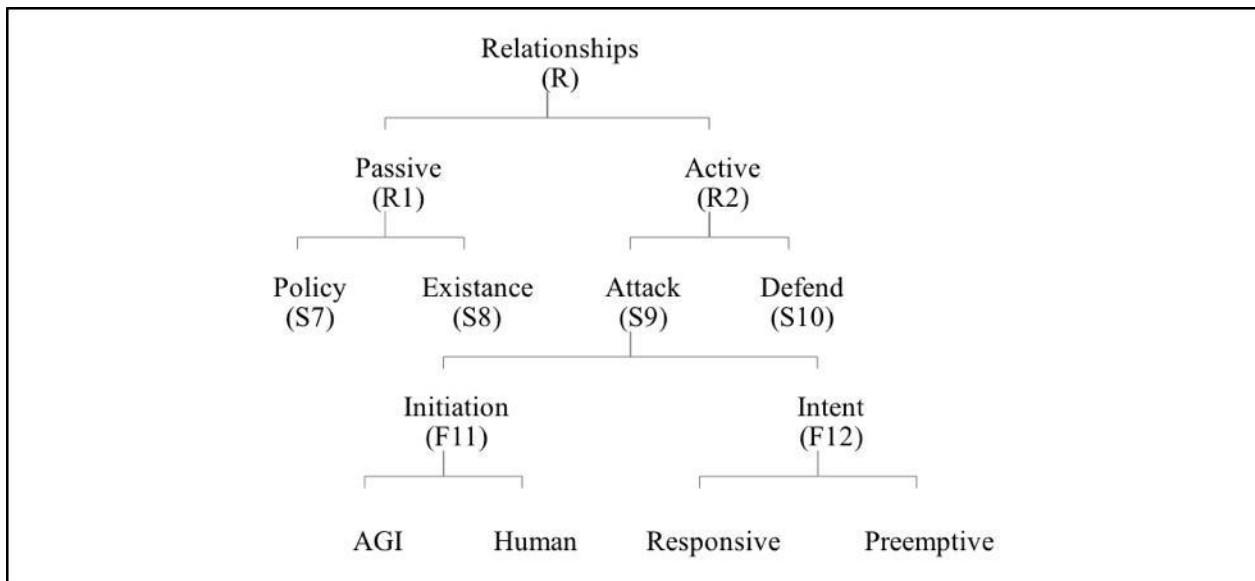 Relationships
(R)
Passive
(R1)
Active
(R2)
Policy
(S7)
Existance
(S8)
Attack
(S9)
Defend
(S10)
Initiation
(F11)
Intent
(F12)
AGI
Human
Responsive
Preemptive